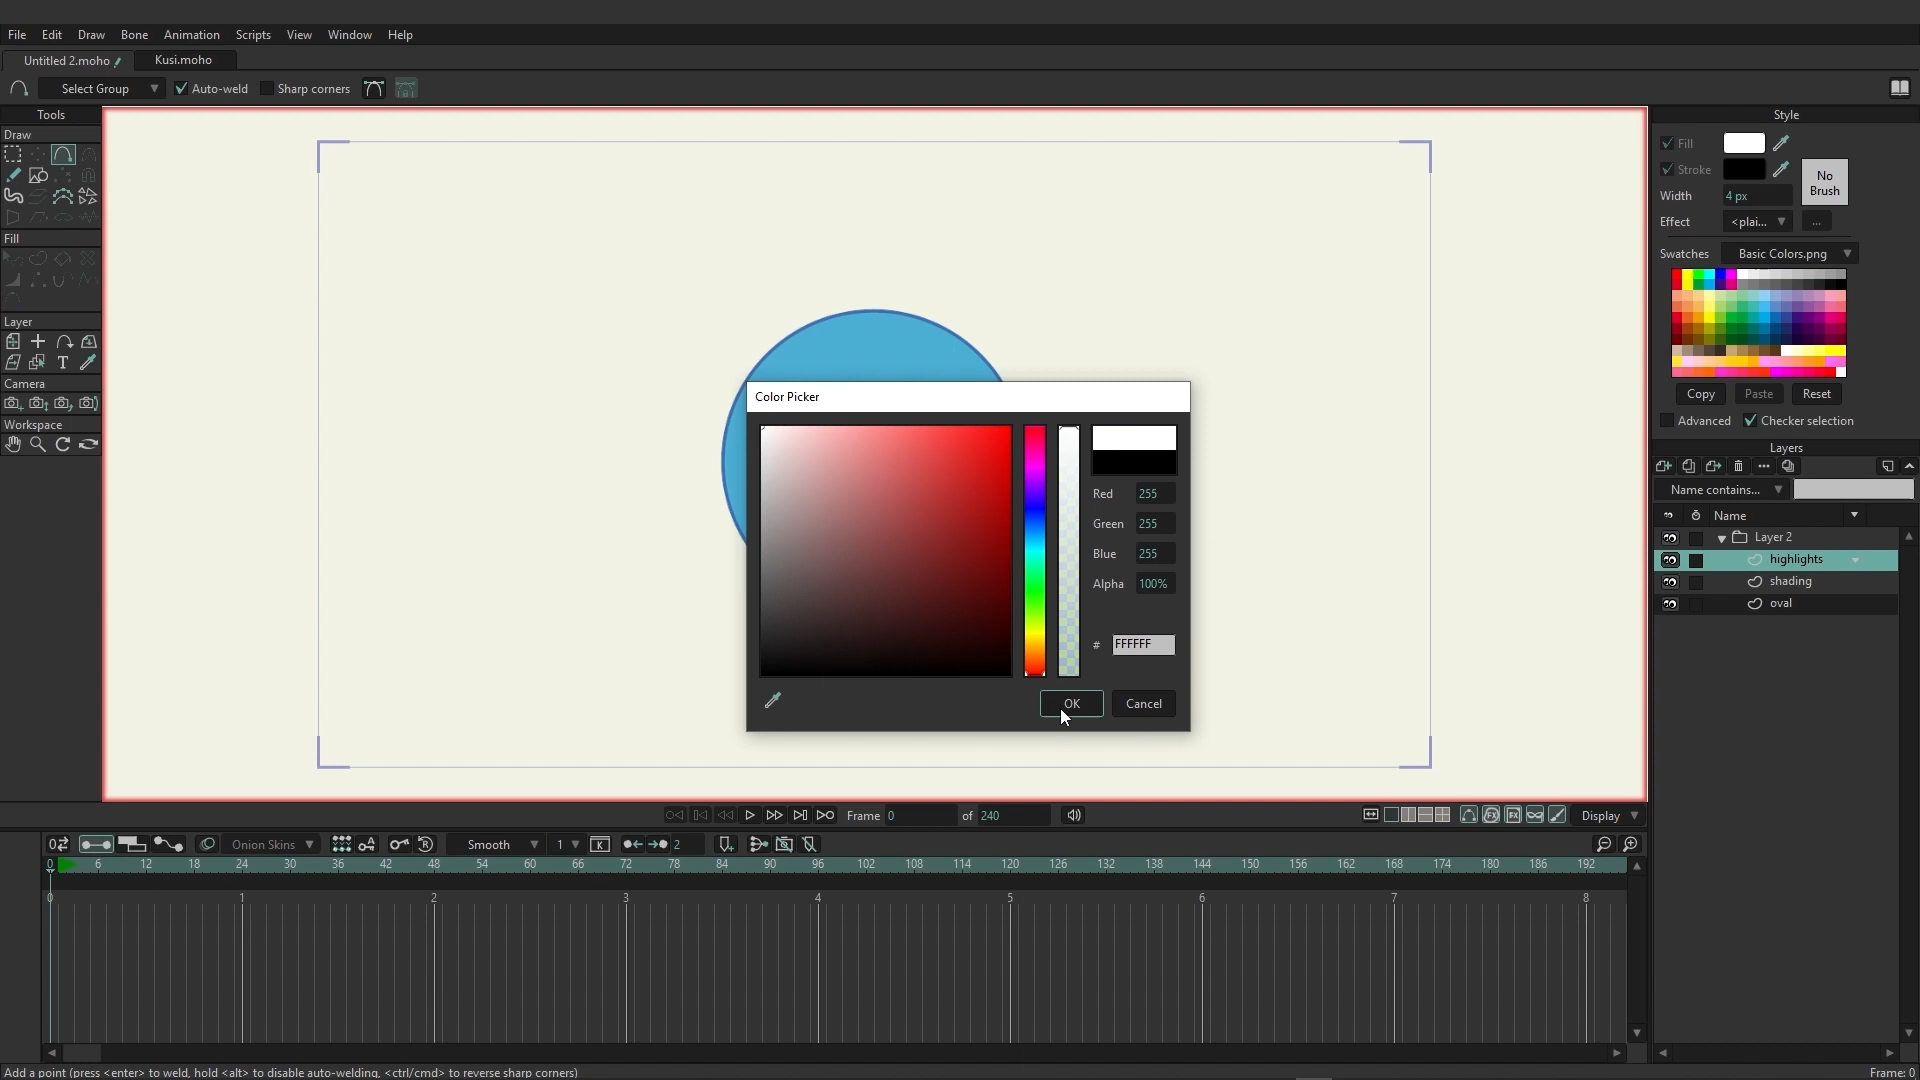 File Edit Draw Bone Animation Scripts View Window Help
Untitled 2.moho Kusi.moho
Select Group Auto-weld Sharp corners
Tools
Draw
Fill
Layer
T
Camera
Workspace
Style
Fill
Stroke
No
Brush
Width 4 px
Effect <plai... ...
Swatches Basic Colors.png
Copy Paste Reset
Advanced Checker selection
Layers
Name contains...
Name
Layer 2
highlights
shading
oval
Color Picker
Red 255
Green 255
Blue 255
Alpha 100%
# FFFFFF
OK Cancel
Frame 0 of 240 Display
Onion Skins Smooth 1 K 2
0 6 12 18 24 30 36 42 48 54 60 66 72 78 84 90 96 102 108 114 120 126 132 138 144 150 156 162 168 174 180 186 192
0 1 2 3 4 5 6 7 8
Add a point (press <enter> to weld, hold <alt> to disable auto-welding, <ctrl/cmd> to reverse sharp corners) Frame: 0